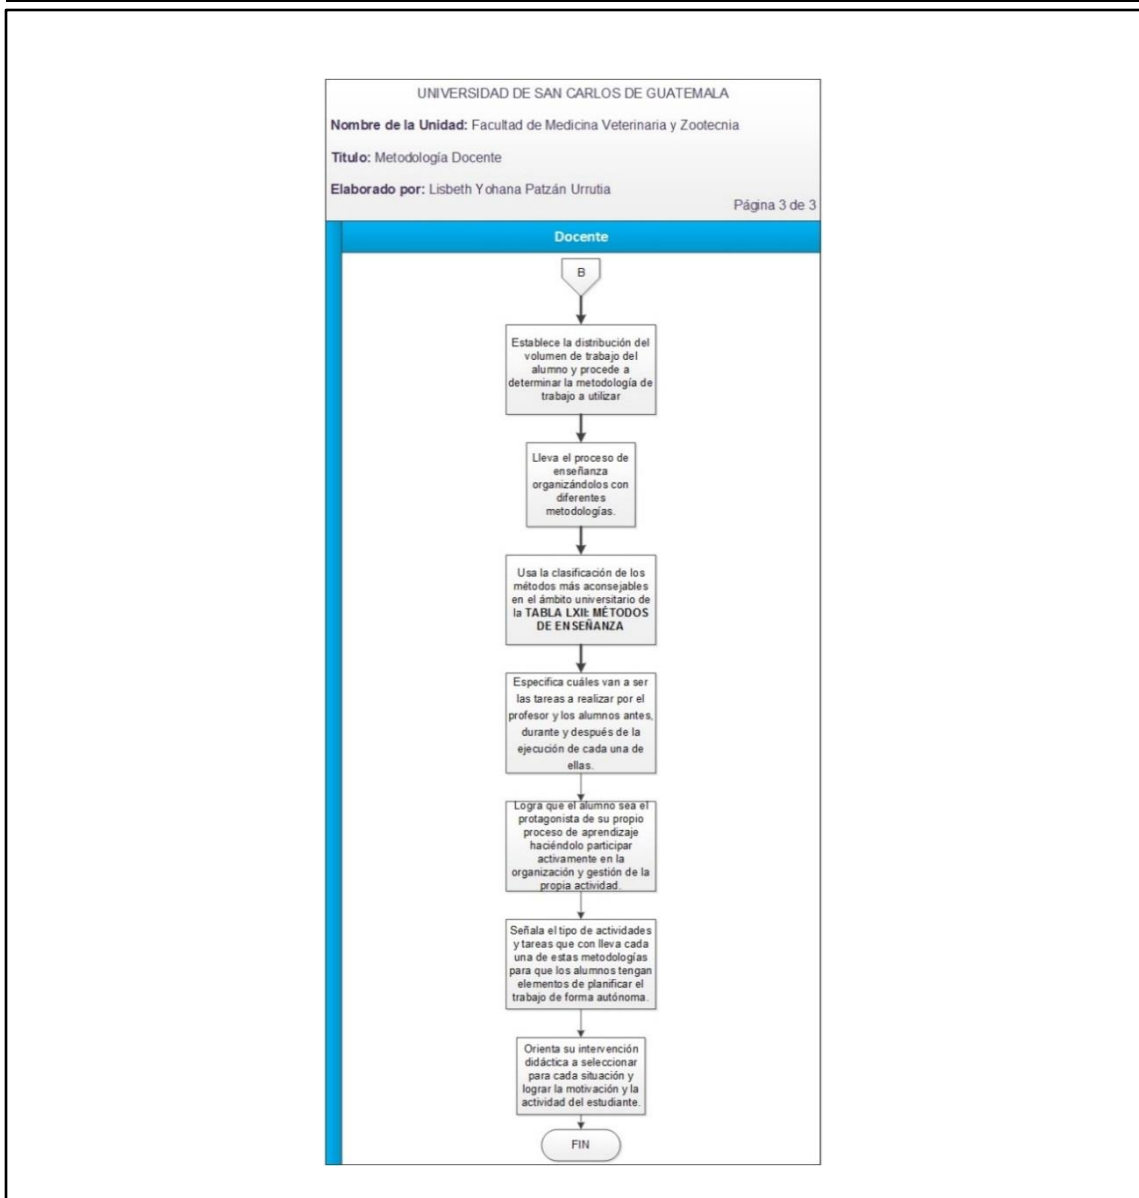 UNIVERSIDAD DE SAN CARLOS DE GUATEMALA
Nombre de la Unidad: Facultad de Medicina Veterinaria y Zootecnia
Titulo: Metodología Docente
Elaborado por: Lisbeth Yohana Patzán Urrutia
Página 3 de 3
Docente
B
Establece la distribución del
volumen de trabajo del
alumno y procede a
determinar la metodología de
trabajo a utilizar
Lleva el proceso de
enseñanza
organizándolos con
diferentes
metodologías.
Usa la clasificación de los
métodos más aconsejables
en el ámbito universitario de
la TABLA LXII: MÉTODOS
DE ENSEÑANZA
Especifica cuáles van a ser
las tareas a realizar por el
profesor y los alumnos antes,
durante y después de la
ejecución de cada una de
ellas.
Logra que el alumno sea el
protagonista de su propio
proceso de aprendizaje
haciéndolo participar
activamente en la
organización y gestión de la
propia actividad.
Señala el tipo de actividades
y tareas que con lleva cada
una de estas metodologías
para que los alumnos tengan
elementos de planificar el
trabajo de forma autónoma.
Orienta su intervención
didáctica a seleccionar
para cada situación y
lograr la motivación y la
actividad del estudiante.
FIN